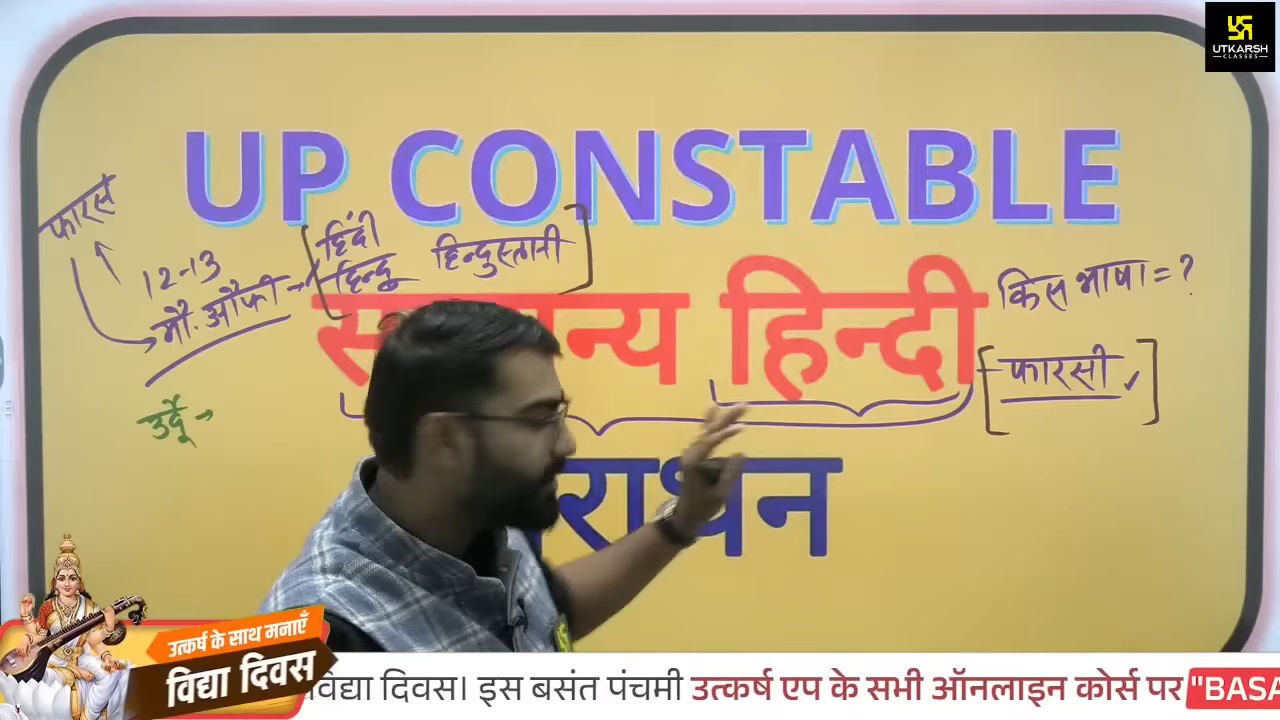 UTKARSH
CLASSES
UP CONSTABLE
फारस
12-13
मौ. औफी → हिंदी
हिन्दू हिन्दुस्तानी
किस भाषा = ?
हिन्दी
फारसी ✓
उर्दू →
उत्कर्ष के साथ मनाएँ
विद्या दिवस
विद्या दिवस। इस बसंत पंचमी उत्कर्ष एप के सभी ऑनलाइन कोर्स पर "BASA